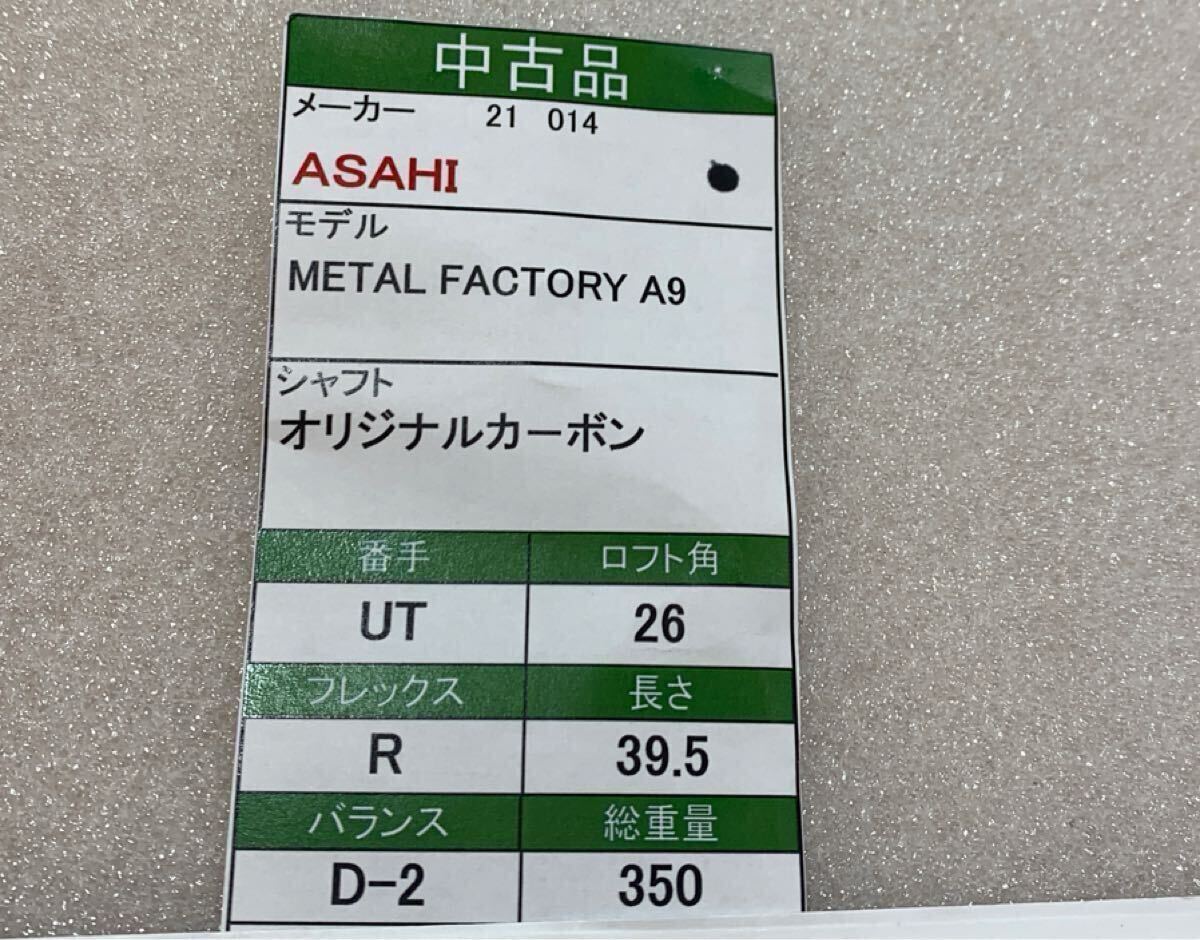 中古品
メーカー 21 014
ASAHI
モデル
METAL FACTORY A9
シャフト
オリジナルカーボン
番手 ロフト角
UT 26
フレックス 長さ
R 39.5
バランス 総重量
D-2 350